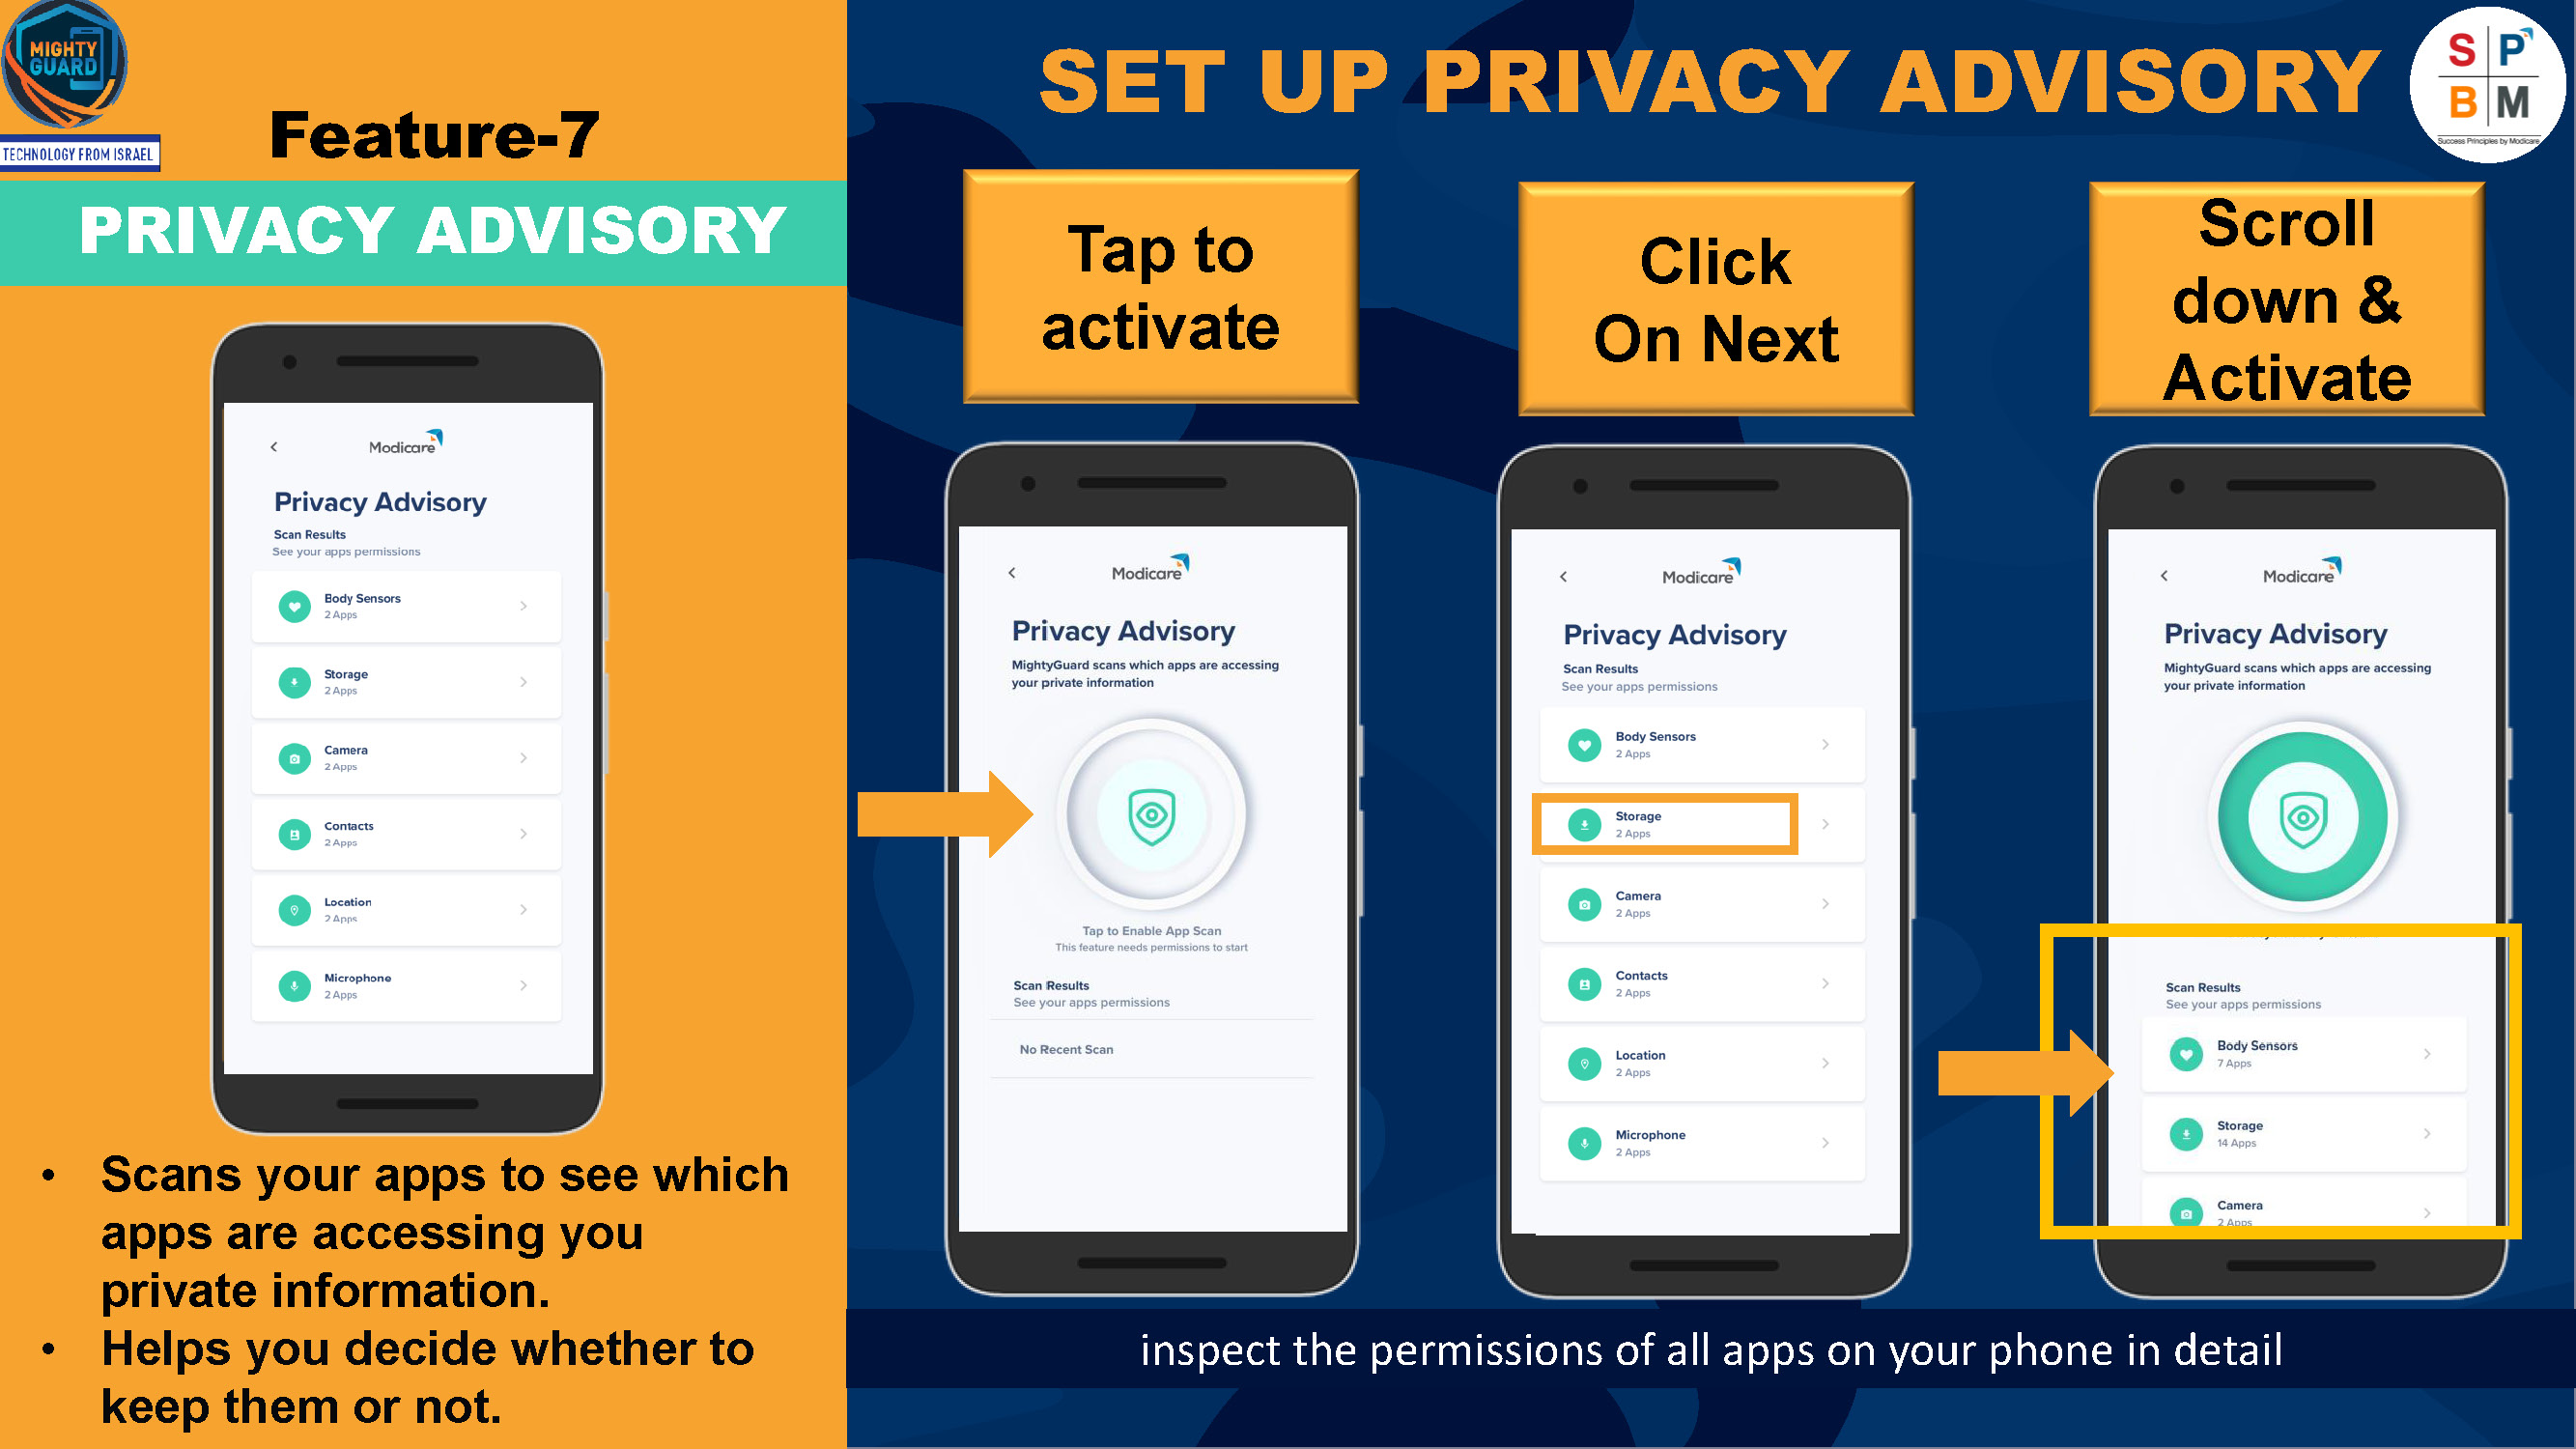 MIGHTY
GUARD
TECHNOLOGY FROM ISRAEL
Feature-7
PRIVACY ADVISORY
Modicare
Privacy Advisory
Scan Results
See your apps permissions
Body Sensors
2 Apps
Storage
2 Apps
Camera
2 Apps
Contacts
2 Apps
Location
2 Apps
Microphone
2 Apps
• Scans your apps to see which
apps are accessing you
private information.
• Helps you decide whether to
keep them or not.
SET UP PRIVACY ADVISORY
S P
B M
Success Principles by Modicare
Tap to
activate
Modicare
Privacy Advisory
MightyGuard scans which apps are accessing
your private information
Tap to Enable App Scan
This feature needs permissions to start
Scan Results
See your apps permissions
No Recent Scan
Click
On Next
Modicare
Privacy Advisory
Scan Results
See your apps permissions
Body Sensors
2 Apps
Storage
2 Apps
Camera
2 Apps
Contacts
2 Apps
Location
2 Apps
Microphone
2 Apps
Scroll
down &
Activate
Modicare
Privacy Advisory
MightyGuard scans which apps are accessing
your private information
Scan Results
See your apps permissions
Body Sensors
7 Apps
Storage
14 Apps
Camera
2 Apps
inspect the permissions of all apps on your phone in detail